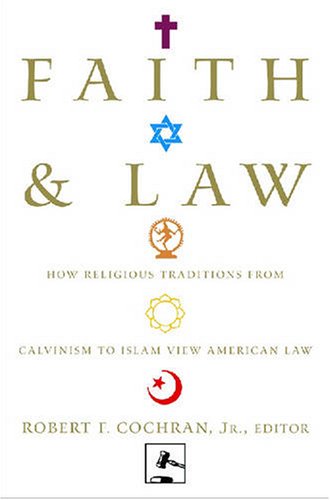 FAITH
& LAW
HOW RELIGIOUS TRADITIONS FROM
CALVINISM TO ISLAM VIEW AMERICAN LAW
ROBERT F. COCHRAN, JR., EDITOR